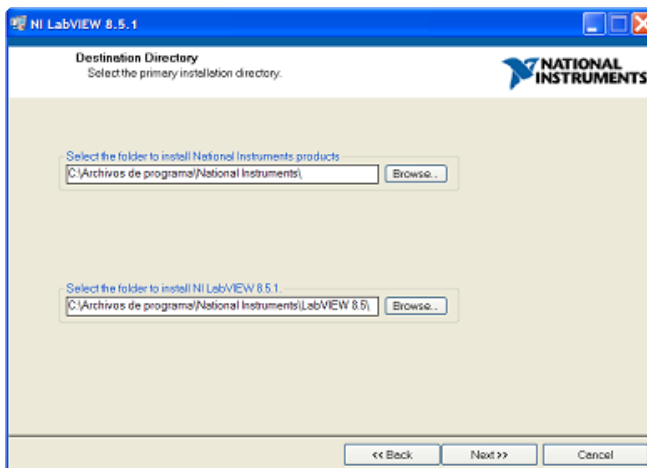 NI LabVIEW 8.5.1
Destination Directory
Select the primary installation directory.
NATIONAL
INSTRUMENTS
Select the folder to install National Instruments products
C:\Archivos de programa\National Instruments\
Browse...
Select the folder to install NI LabVIEW 8.5.1.
C:\Archivos de programa\National Instruments\LabVIEW 8.5\
Browse...
<< Back
Next >>
Cancel